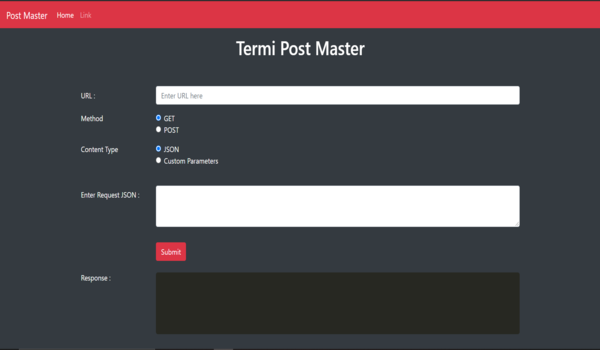 Post Master Home Link
Termi Post Master
URL : Enter URL here
Method GET
POST
Content Type JSON
Custom Parameters
Enter Request JSON :
Submit
Response :